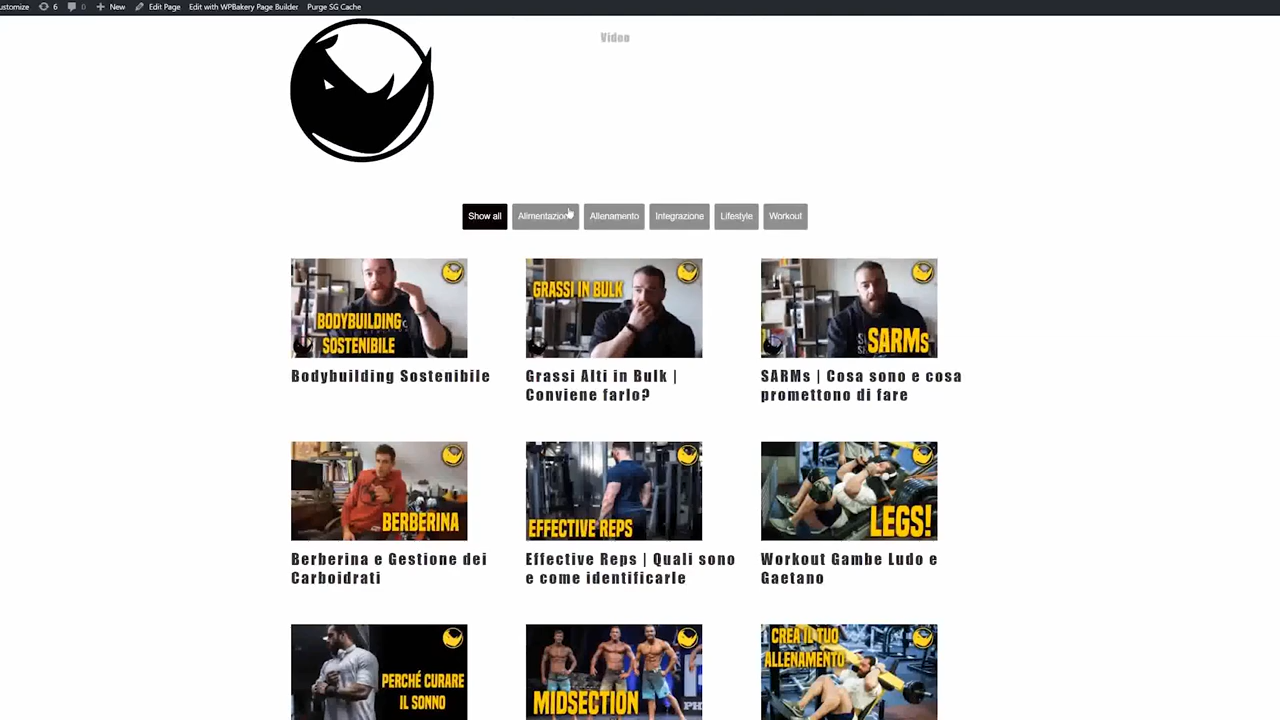 ustomize 6 0 New Edit Page Edit with WPBakery Page Builder Purge SG Cache
Video
Show all Alimentazione Allenamento Integrazione Lifestyle Workout
BODYBUILDING
SOSTENIBILE
GRASSI IN BULK
SARMs
Bodybuilding Sostenibile
Grassi Alti in Bulk |
Conviene farlo?
SARMs | Cosa sono e cosa
promettono di fare
BERBERINA
EFFECTIVE REPS
LEGS!
Berberina e Gestione dei
Carboidrati
Effective Reps | Quali sono
e come identificarle
Workout Gambe Ludo e
Gaetano
PERCHÉ CURARE
IL SONNO
MIDSECTION
CREA IL TUO
ALLENAMENTO